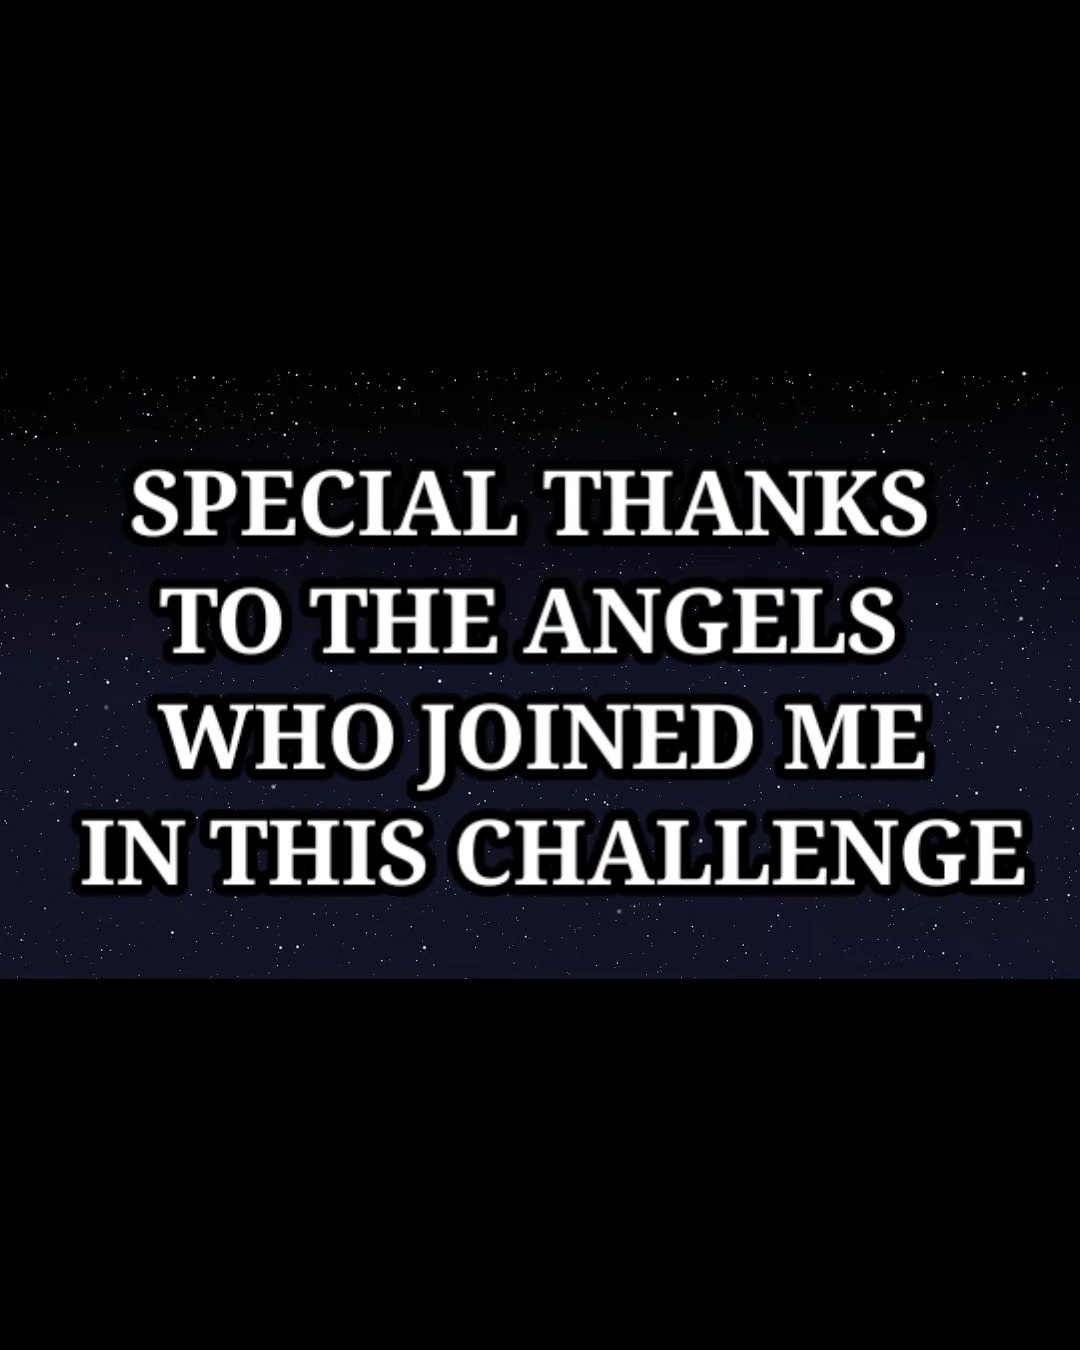 SPECIAL THANKS
TO THE ANGELS
WHO JOINED ME
IN THIS CHALLENGE